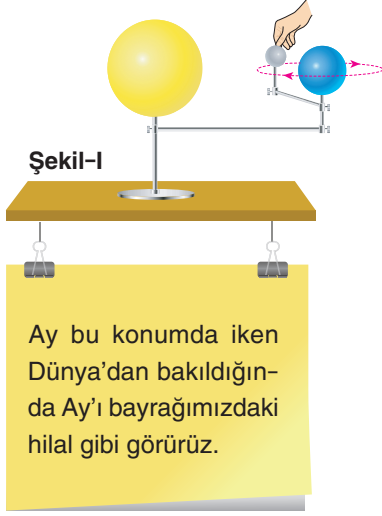 Şekil-I
Ay bu konumda iken
Dünya'dan bakıldığın-
da Ay'ı bayrağımızdaki
hilal gibi görürüz.